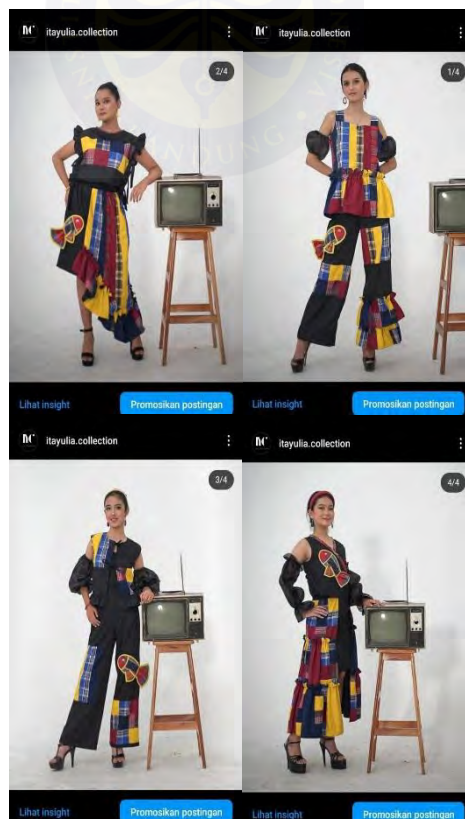 itayulia.collection
2/4
Lihat insight
Promosikan postingan
itayulia.collection
1/4
Lihat insight
Promosikan postingan
itayulia.collection
3/4
Lihat insight
Promosikan postingan
itayulia.collection
4/4
Lihat insight
Promosikan postingan